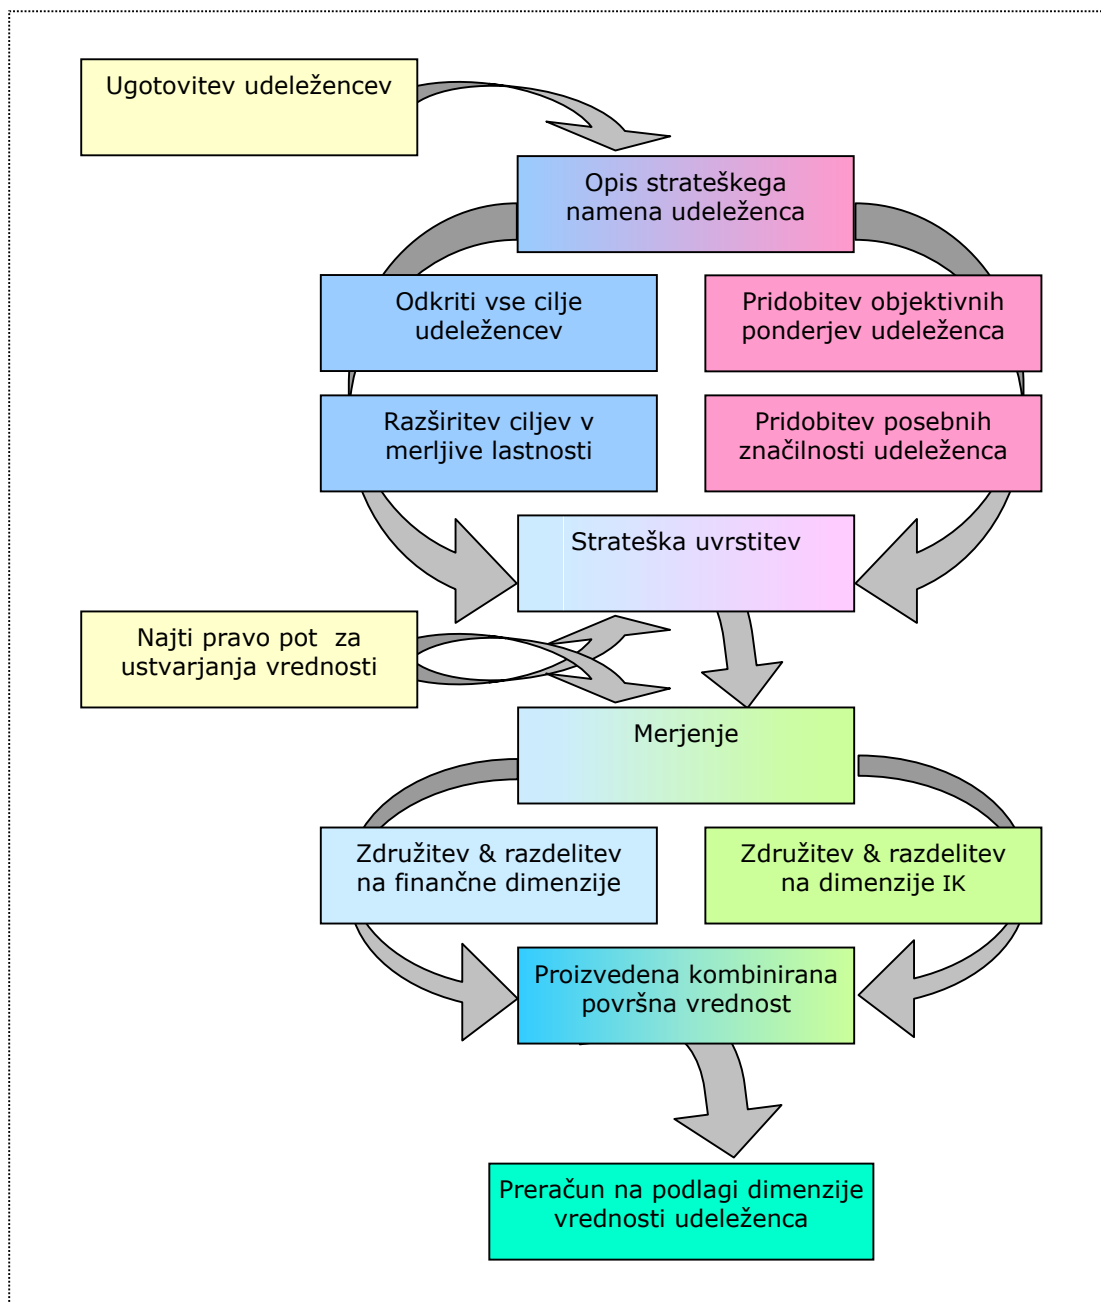 Ugotovitev udeležencev
Opis strateškega
namena udeleženca
Odkriti vse cilje
udeležencev
Pridobitev objektivnih
ponderjev udeleženca
Razširitev ciljev v
merljive lastnosti
Pridobitev posebnih
značilnosti udeleženca
Strateška uvrstitev
Najti pravo pot  za
ustvarjanja vrednosti
Merjenje
Združitev & razdelitev
na finančne dimenzije
Združitev & razdelitev
na dimenzije IK
Proizvedena kombinirana
površna vrednost
Preračun na podlagi dimenzije
vrednosti udeleženca